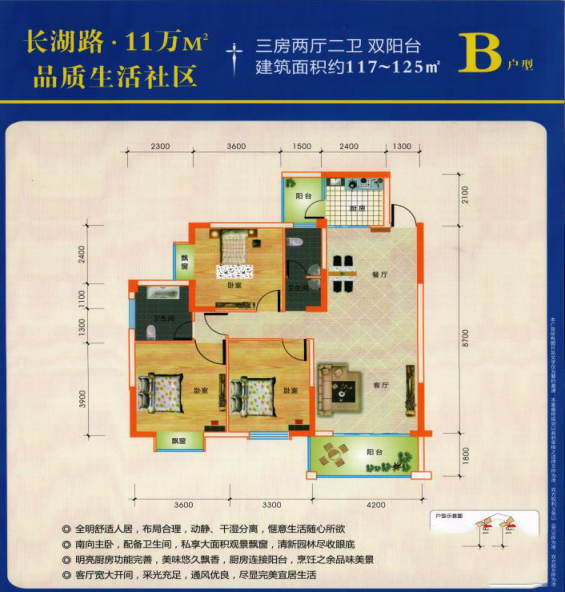 长湖路·11万M²
品质生活社区
三房两厅二卫 双阳台
建筑面积约117~125㎡
B户型
2300 3600 1500 2400 1300
2100
阳台
厨房
2400
飘窗
卧室
卫生间
餐厅
1100
卫生间
1300
8700
3900
卧室
卧室
客厅
飘窗
阳台
1800
3600 3300 4200
户型示意图
◎ 全明舒适人居，布局合理，动静、干湿分离，惬意生活随心所欲
◎ 南向主卧，配备卫生间，私享大面积观景飘窗，清新园林尽收眼底
◎ 明亮厨房功能完善，美味悠久飘香，厨房连接阳台，烹饪之余品味美景
◎ 客厅宽大开间，采光充足，通风优良，尽显完美宜居生活